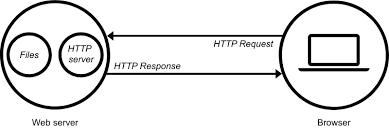 Files
HTTP
server
HTTP Request
HTTP Response
Web server
Browser